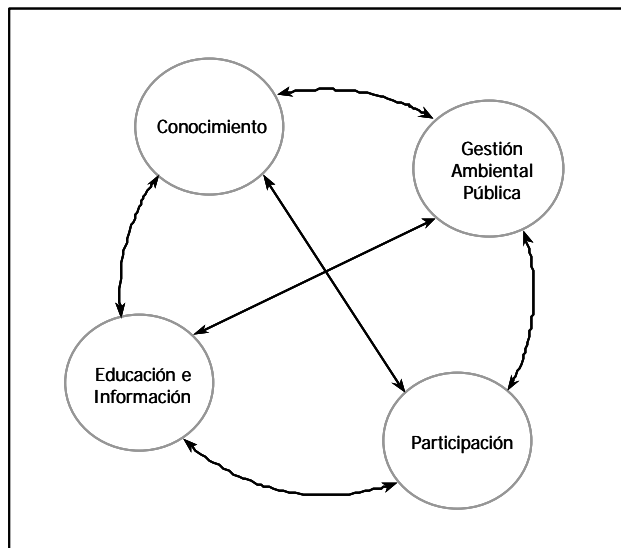 Conocimiento
Gestión
Ambiental
Pública
Educación e
Información
Participación